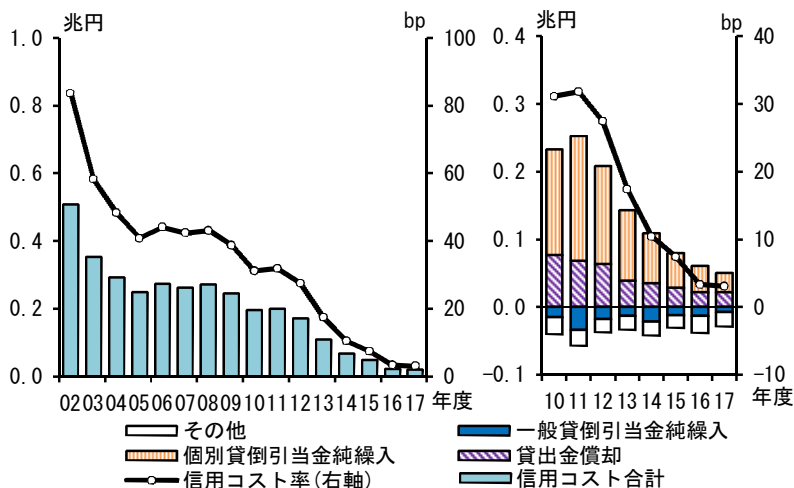 兆円 bp
1.0 100
0.8 80
0.6 60
0.4 40
0.2 20
0.0 0
02 03 04 05 06 07 08 09 10 11 12 13 14 15 16 17 年度
兆円 bp
0.4 40
0.3 30
0.2 20
0.1 10
0.0 0
-0.1 -10
10 11 12 13 14 15 16 17 年度
その他 一般貸倒引当金純繰入
個別貸倒引当金純繰入 貸出金償却
信用コスト率(右軸) 信用コスト合計